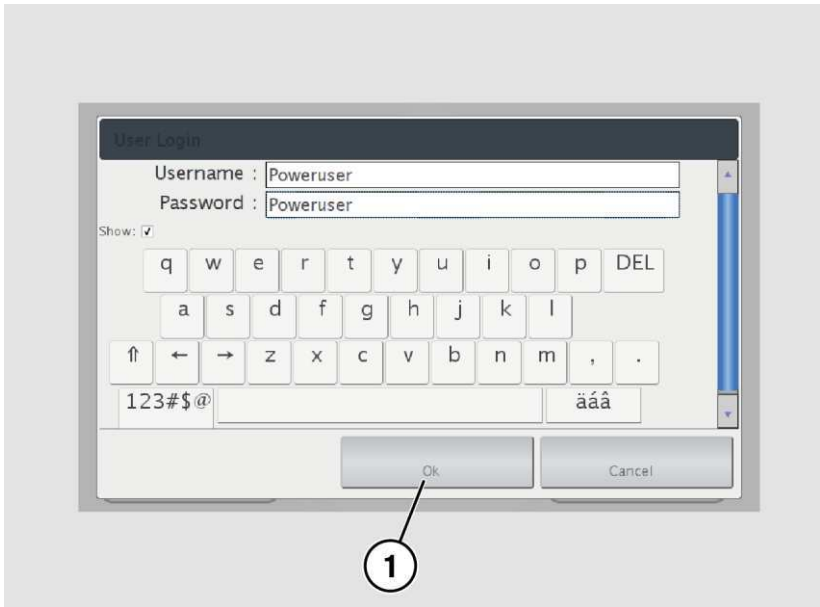 User Login
Username : Poweruser
Password : Poweruser
Show:
q w e r t y u i o p DEL
a s d f g h j k l
⇑ ← → z x c v b n m , .
123#$@ äáâ
Ok Cancel
1